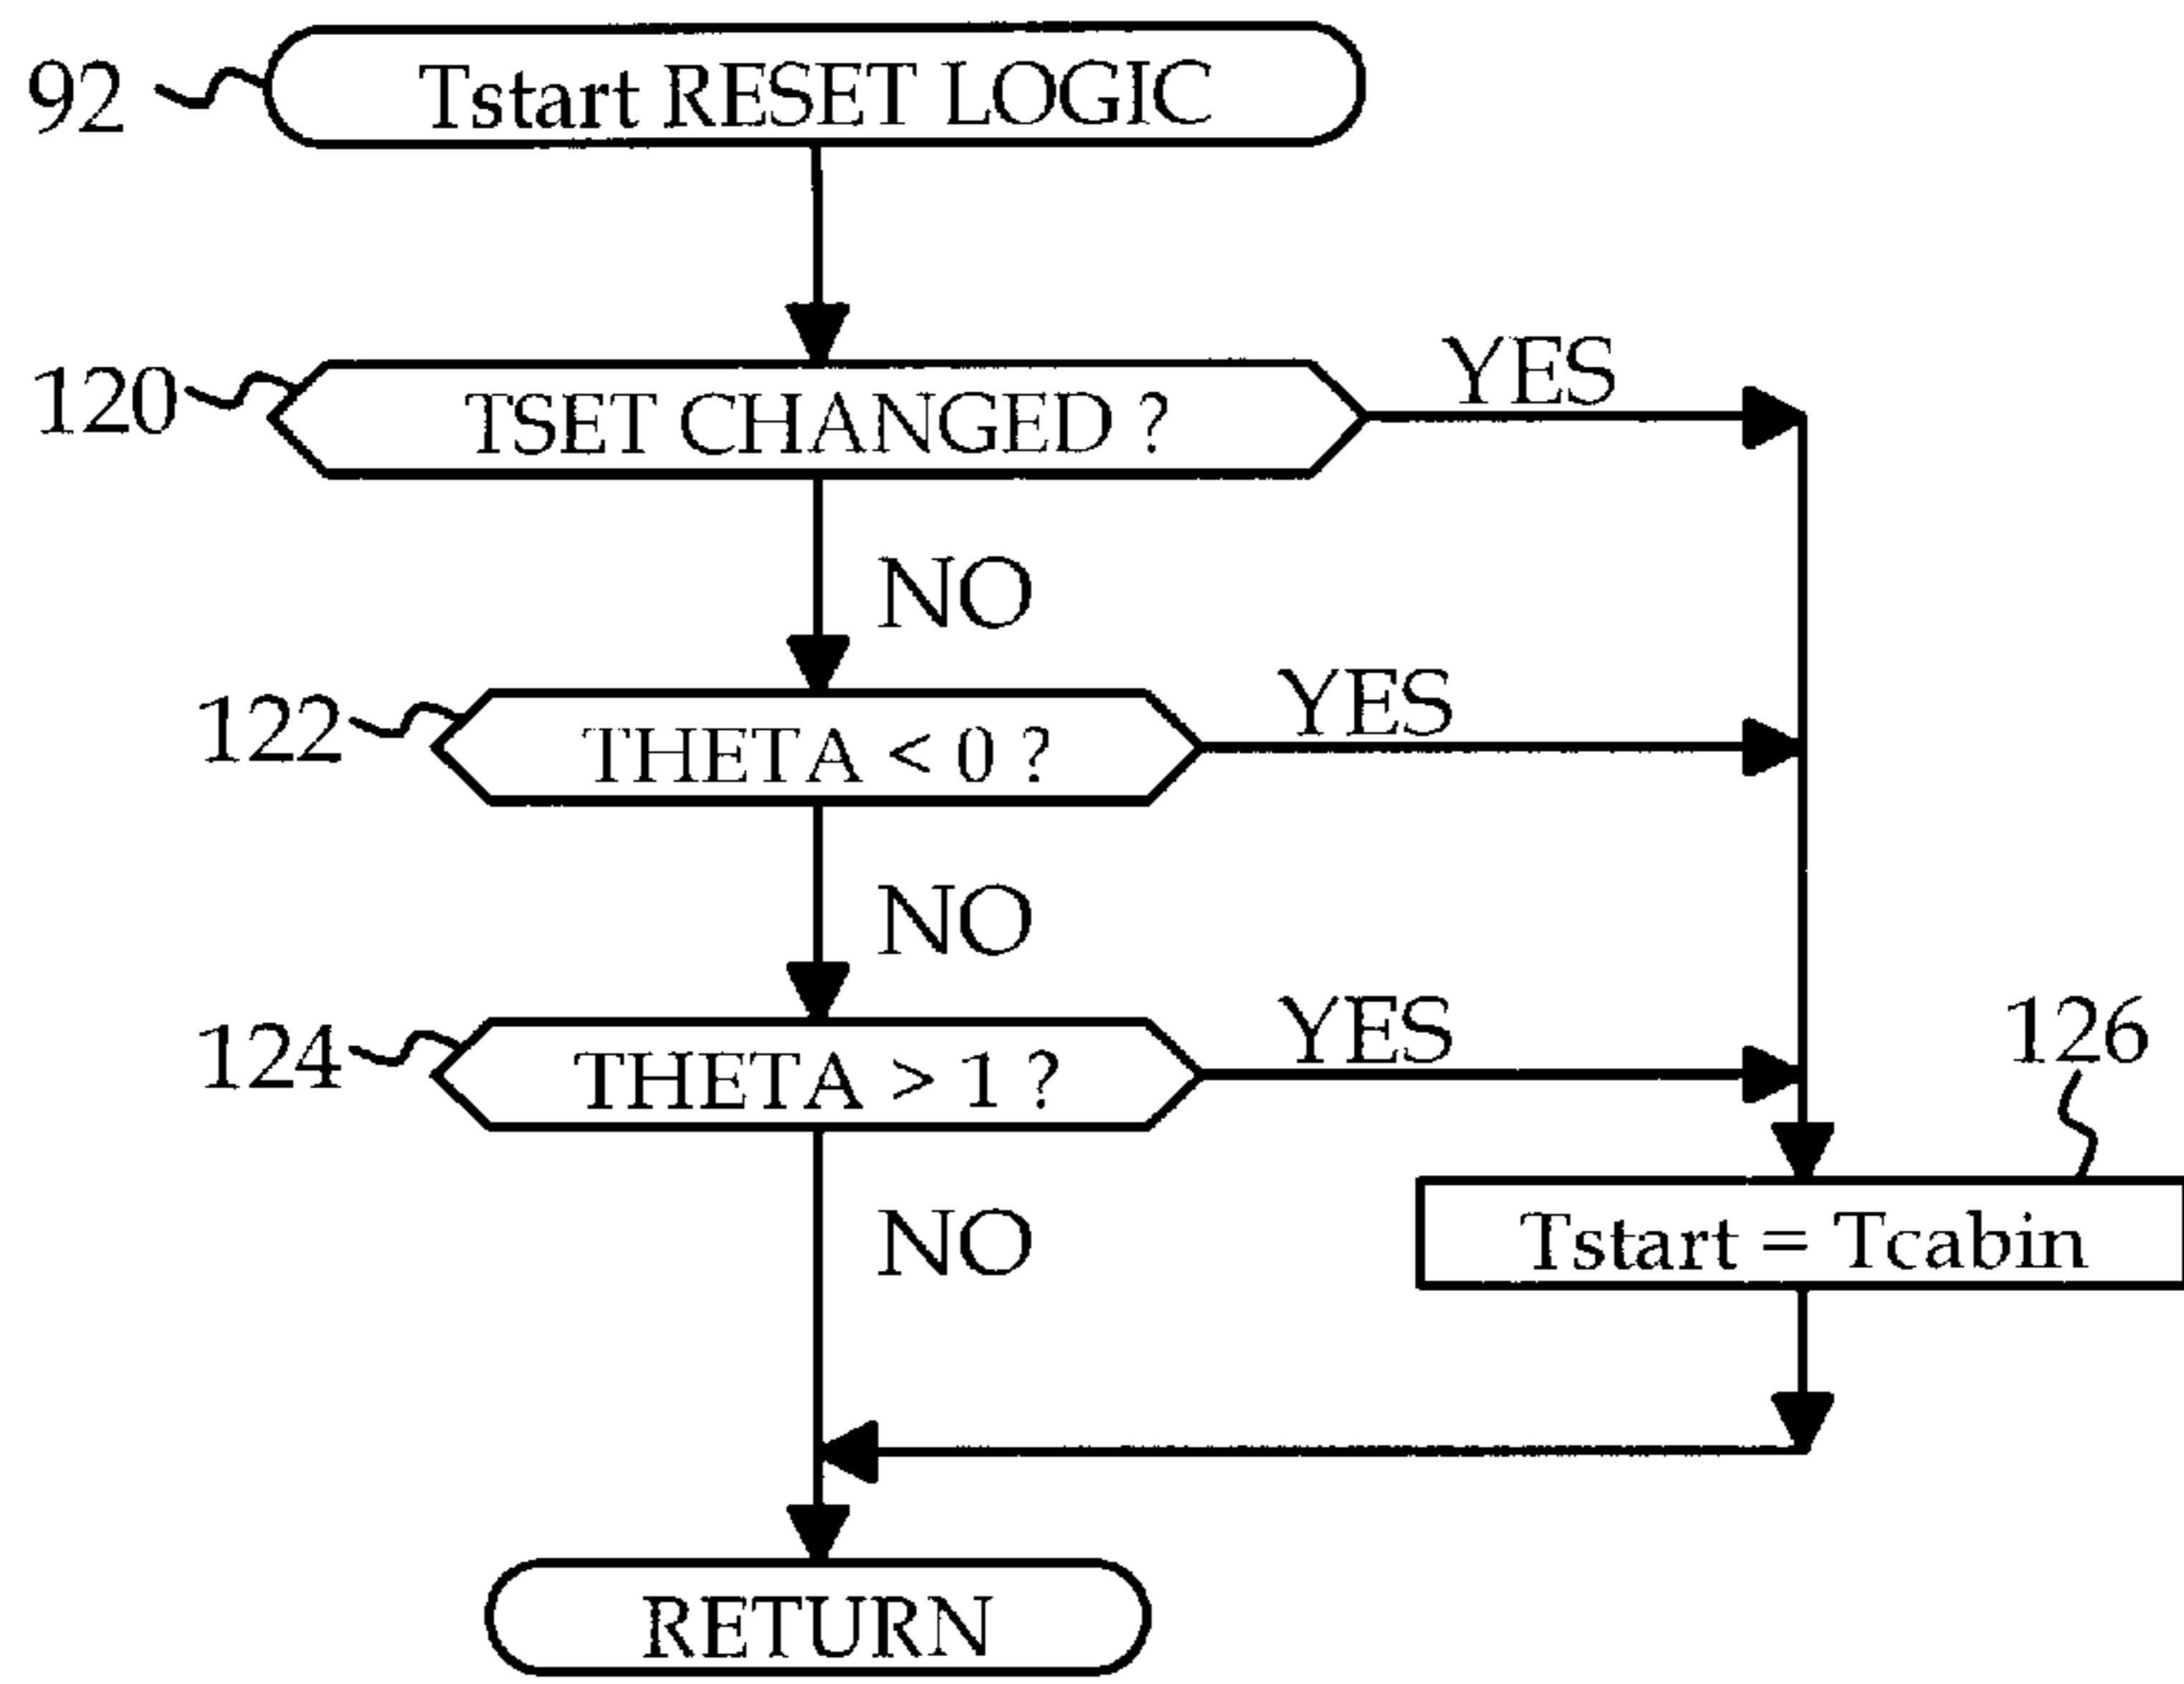 92
Tstart RESET LOGIC
120
TSET CHANGED ?
YES
NO
122
THETA < 0 ?
YES
NO
124
THETA > 1 ?
YES
126
NO
Tstart = Tcabin
RETURN